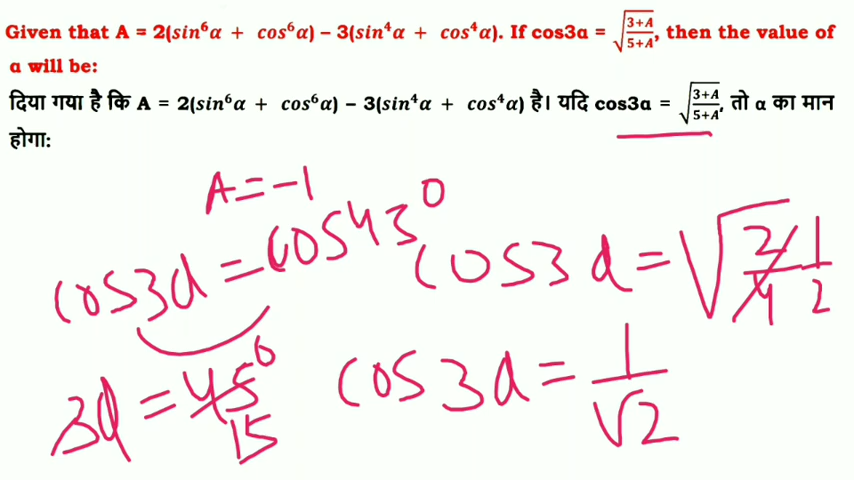 Given that A = 2(sin⁶α + cos⁶α) – 3(sin⁴α + cos⁴α). If cos3α = √(3+A / 5+A), then the value of
α will be:
दिया गया है कि A = 2(sin⁶α + cos⁶α) – 3(sin⁴α + cos⁴α) है। यदि cos3α = √(3+A / 5+A), तो α का मान
होगा:
A = -1
cos3α = cos45°
cos3α = √(2/4) 1/2
3α = 45° 15
cos3α = 1/√2